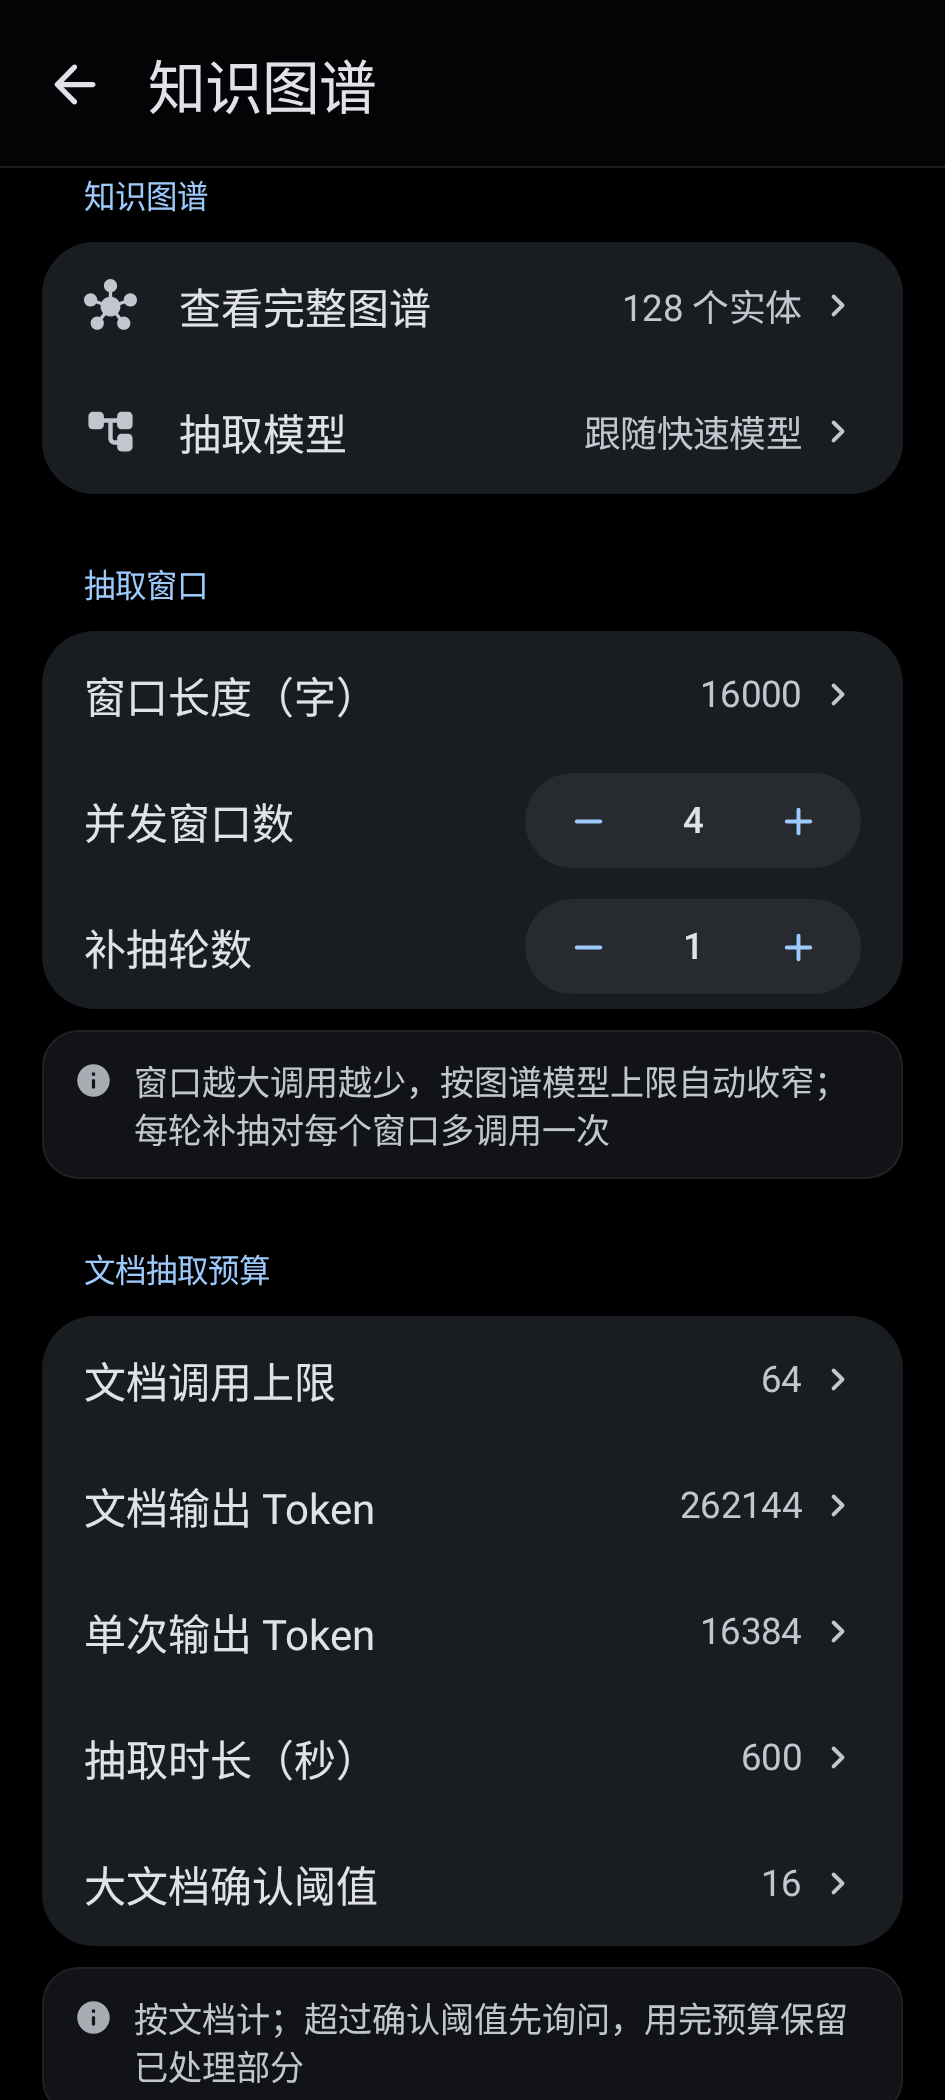 知识图谱
知识图谱
查看完整图谱 128 个实体
抽取模型 跟随快速模型
抽取窗口
窗口长度（字） 16000
并发窗口数 4
补抽轮数 1
窗口越大调用越少，按图谱模型上限自动收窄；
每轮补抽对每个窗口多调用一次
文档抽取预算
文档调用上限 64
文档输出 Token 262144
单次输出 Token 16384
抽取时长（秒） 600
大文档确认阈值 16
按文档计；超过确认阈值先询问，用完预算保留
已处理部分